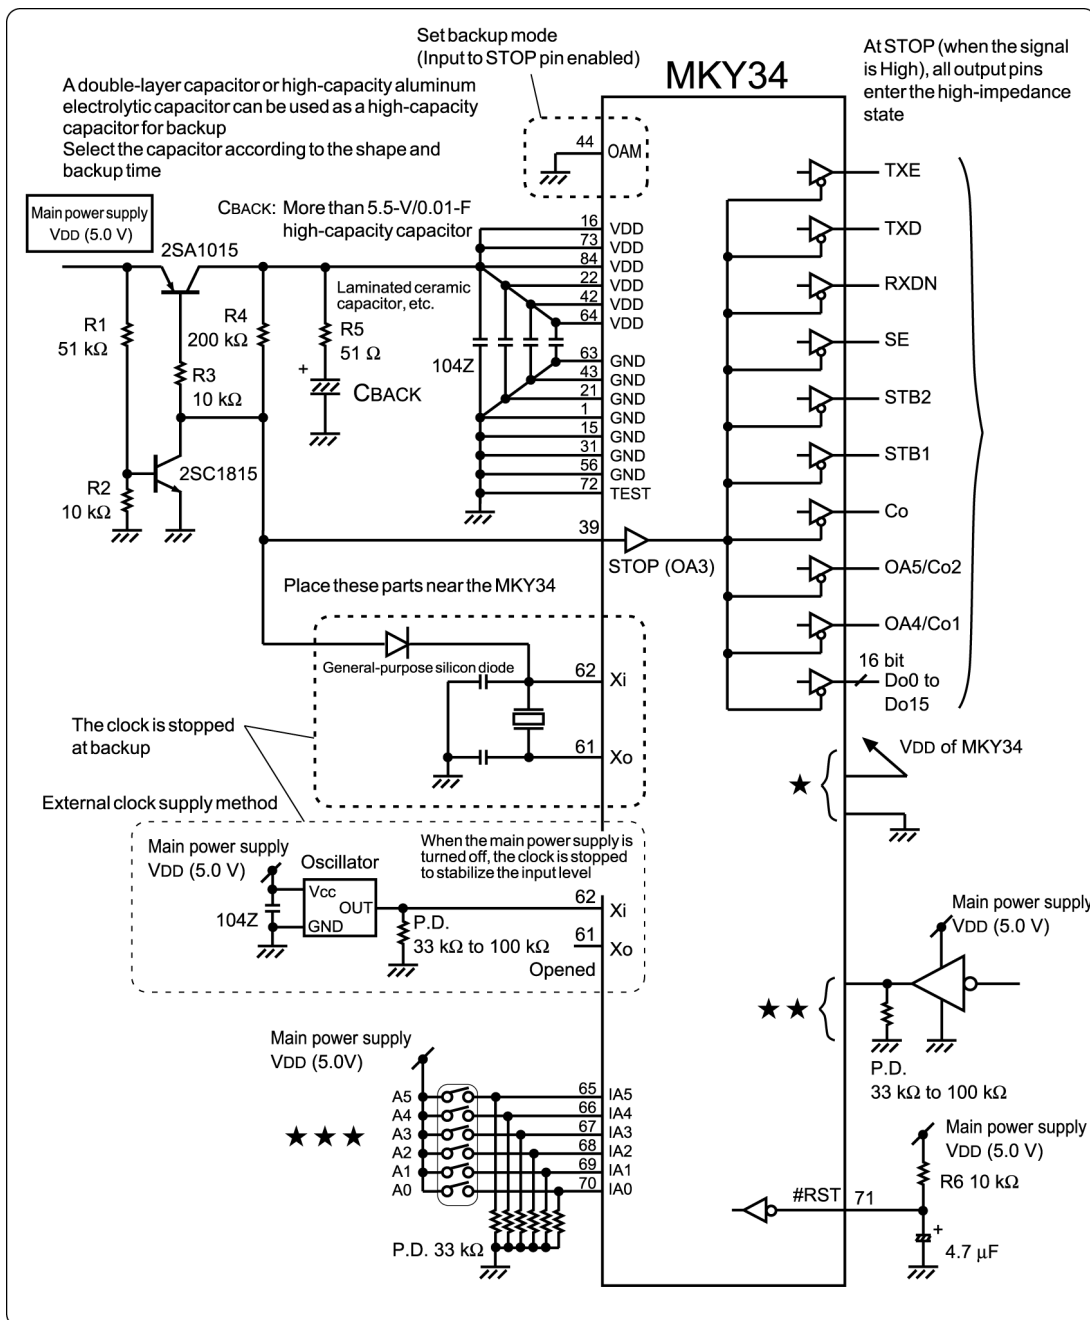 Set backup mode
(Input to STOP pin enabled)
MKY34
At STOP (when the signal
is High), all output pins
enter the high-impedance
state
A double-layer capacitor or high-capacity aluminum
electrolytic capacitor can be used as a high-capacity
capacitor for backup
Select the capacitor according to the shape and
backup time
44
OAM
Main power supply
VDD (5.0 V)
CBACK: More than 5.5-V/0.01-F
high-capacity capacitor
2SA1015
Laminated ceramic
capacitor, etc.
R1
51 kΩ
R4
200 kΩ
R3
10 kΩ
R5
51 Ω
+
CBACK
104Z
R2
10 kΩ
2SC1815
16 VDD
73 VDD
84 VDD
22 VDD
42 VDD
64 VDD
63 GND
43 GND
21 GND
1 GND
15 GND
31 GND
56 GND
72 TEST
39
STOP (OA3)
TXE
TXD
RXDN
SE
STB2
STB1
Co
OA5/Co2
OA4/Co1
16 bit
Do0 to
Do15
Place these parts near the MKY34
General-purpose silicon diode
62 Xi
61 Xo
The clock is stopped
at backup
VDD of MKY34
★
External clock supply method
Main power supply
VDD (5.0 V)
Oscillator
Vcc
OUT
GND
104Z
When the main power supply is
turned off, the clock is stopped
to stabilize the input level
P.D.
33 kΩ to 100 kΩ
62 Xi
61 Xo
Opened
Main power supply
VDD (5.0 V)
★ ★
P.D.
33 kΩ to 100 kΩ
Main power supply
VDD (5.0V)
★ ★ ★
A5
A4
A3
A2
A1
A0
65 IA5
66 IA4
67 IA3
68 IA2
69 IA1
70 IA0
P.D. 33 kΩ
Main power supply
VDD (5.0 V)
R6 10 kΩ
#RST 71
+
4.7 μF